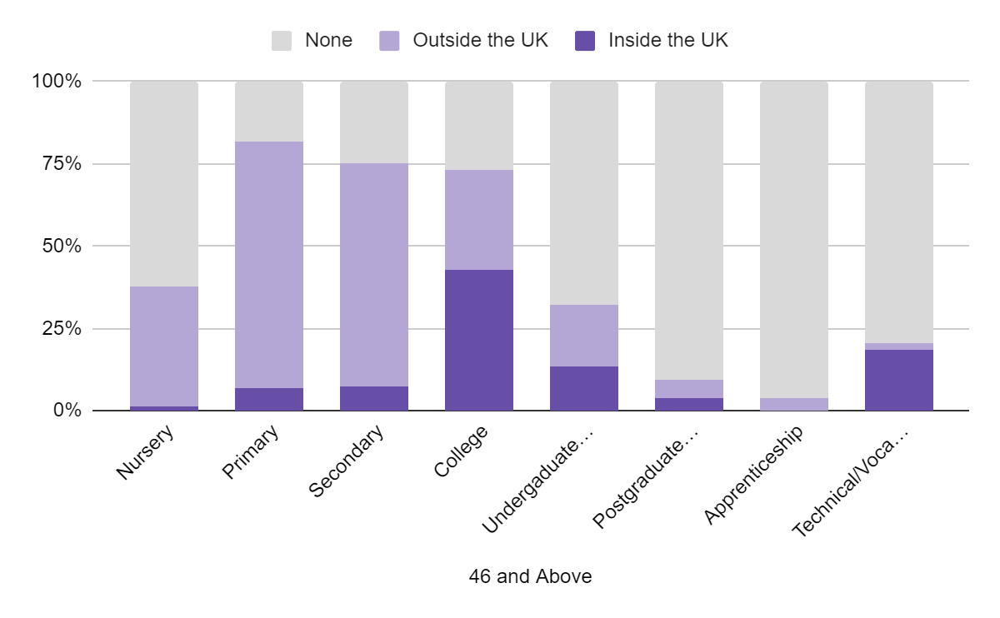 None Outside the UK Inside the UK
100%
75%
50%
25%
0%
Nursery
Primary
Secondary
College
Undergaduate…
Postgraduate…
Apprenticeship
Technical/Voca…
46 and Above